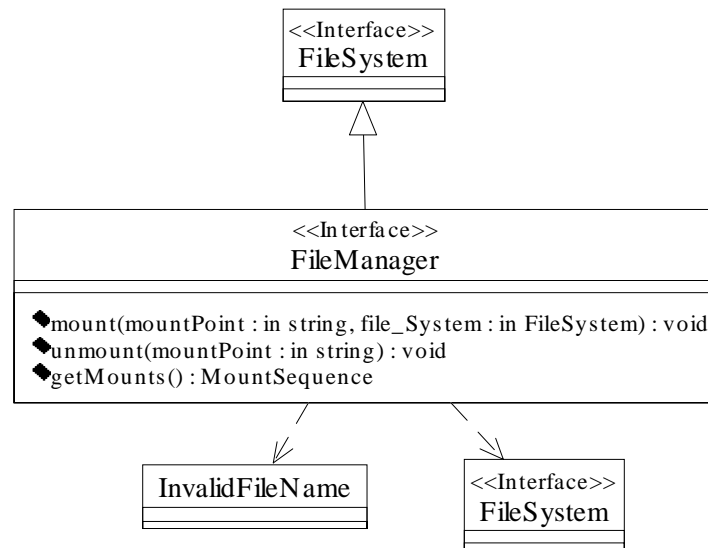 <<Interface>>
FileSystem
<<Interface>>
FileManager
mount(mountPoint : in string, file_System : in FileSystem) : void
unmount(mountPoint : in string) : void
getMounts() : MountSequence
InvalidFileName
<<Interface>>
FileSystem